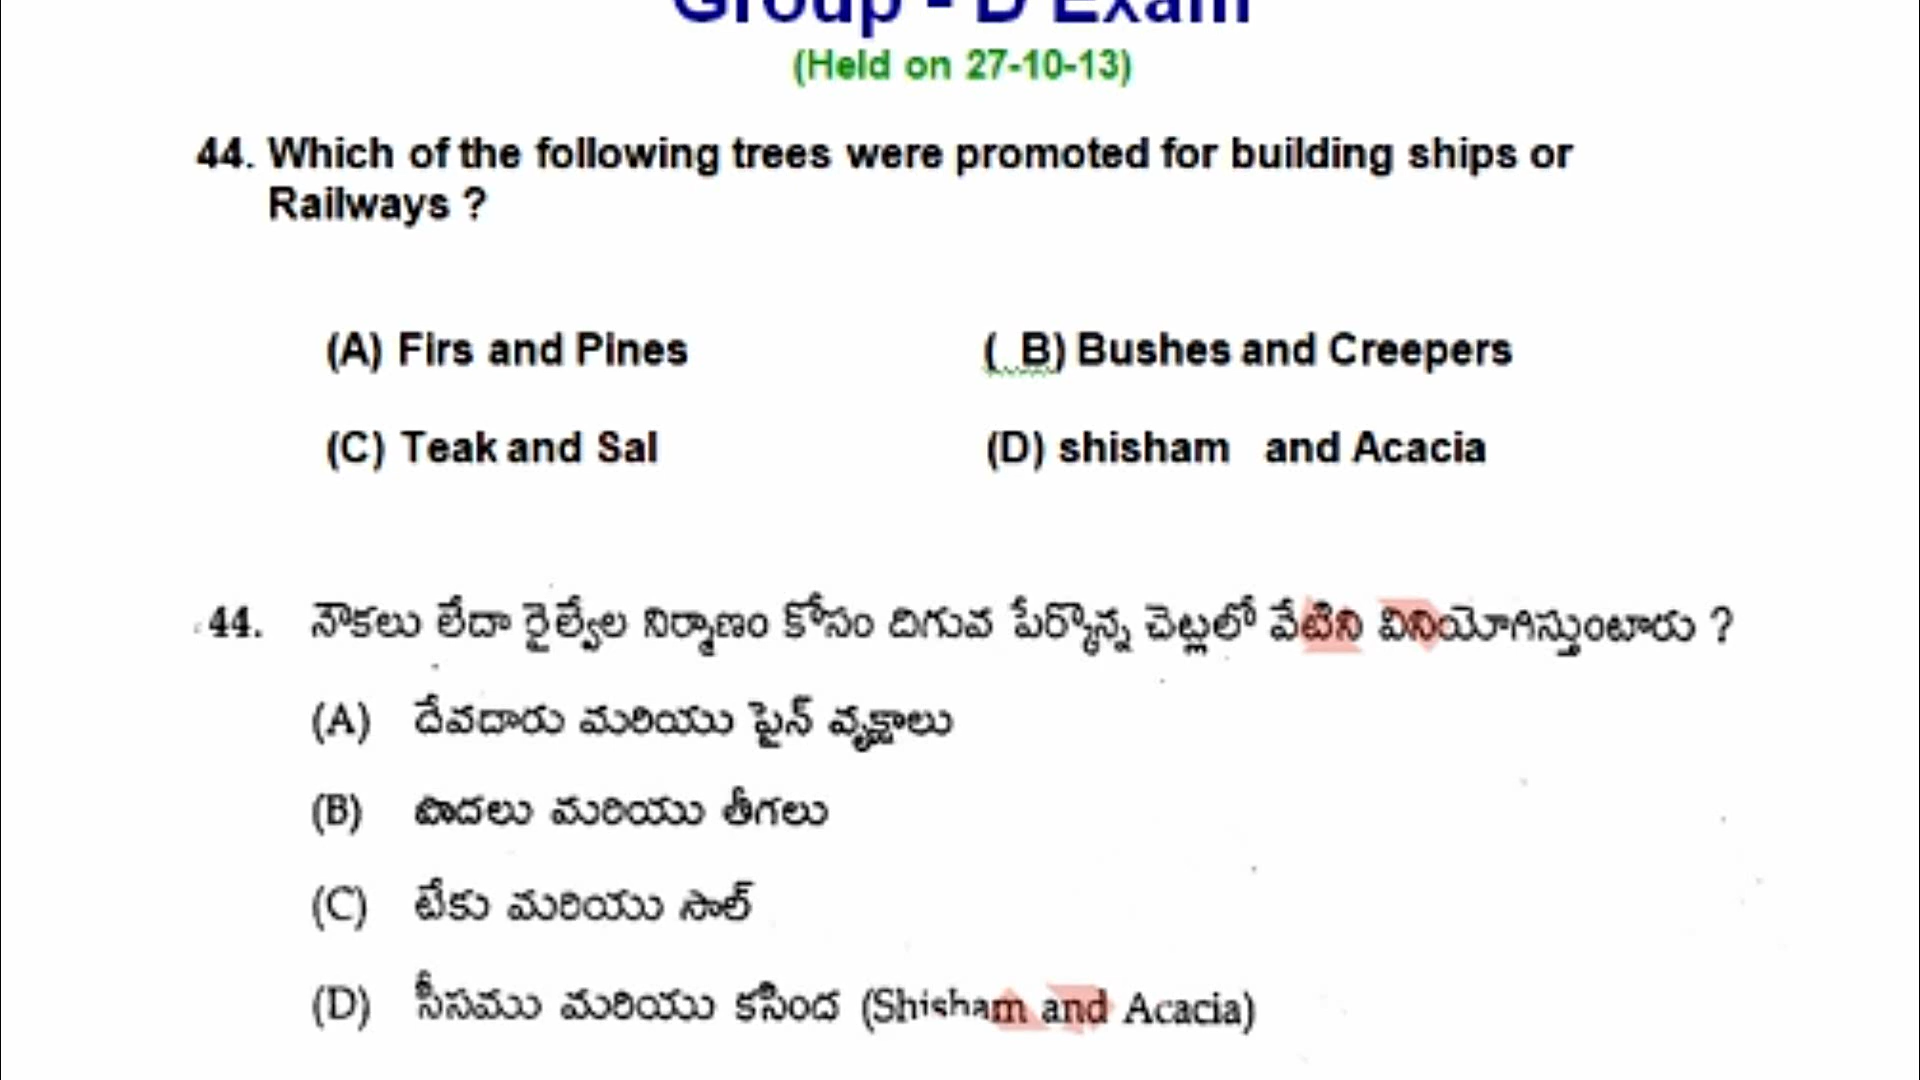 Group - D Exam
(Held on 27-10-13)
44. Which of the following trees were promoted for building ships or
Railways ?
(A) Firs and Pines ( B) Bushes and Creepers
(C) Teak and Sal (D) shisham and Acacia
44. నౌకలు లేదా రైల్వేల నిర్మాణం కోసం దిగువ పేర్కొన్న చెట్లలో వేటిని వినియోగిస్తుంటారు ?
(A) దేవదారు మరియు పైన్ వృక్షాలు
(B) పొదలు మరియు తీగలు
(C) టేకు మరియు సాల్
(D) సీసము మరియు కసింద (Shisham and Acacia)